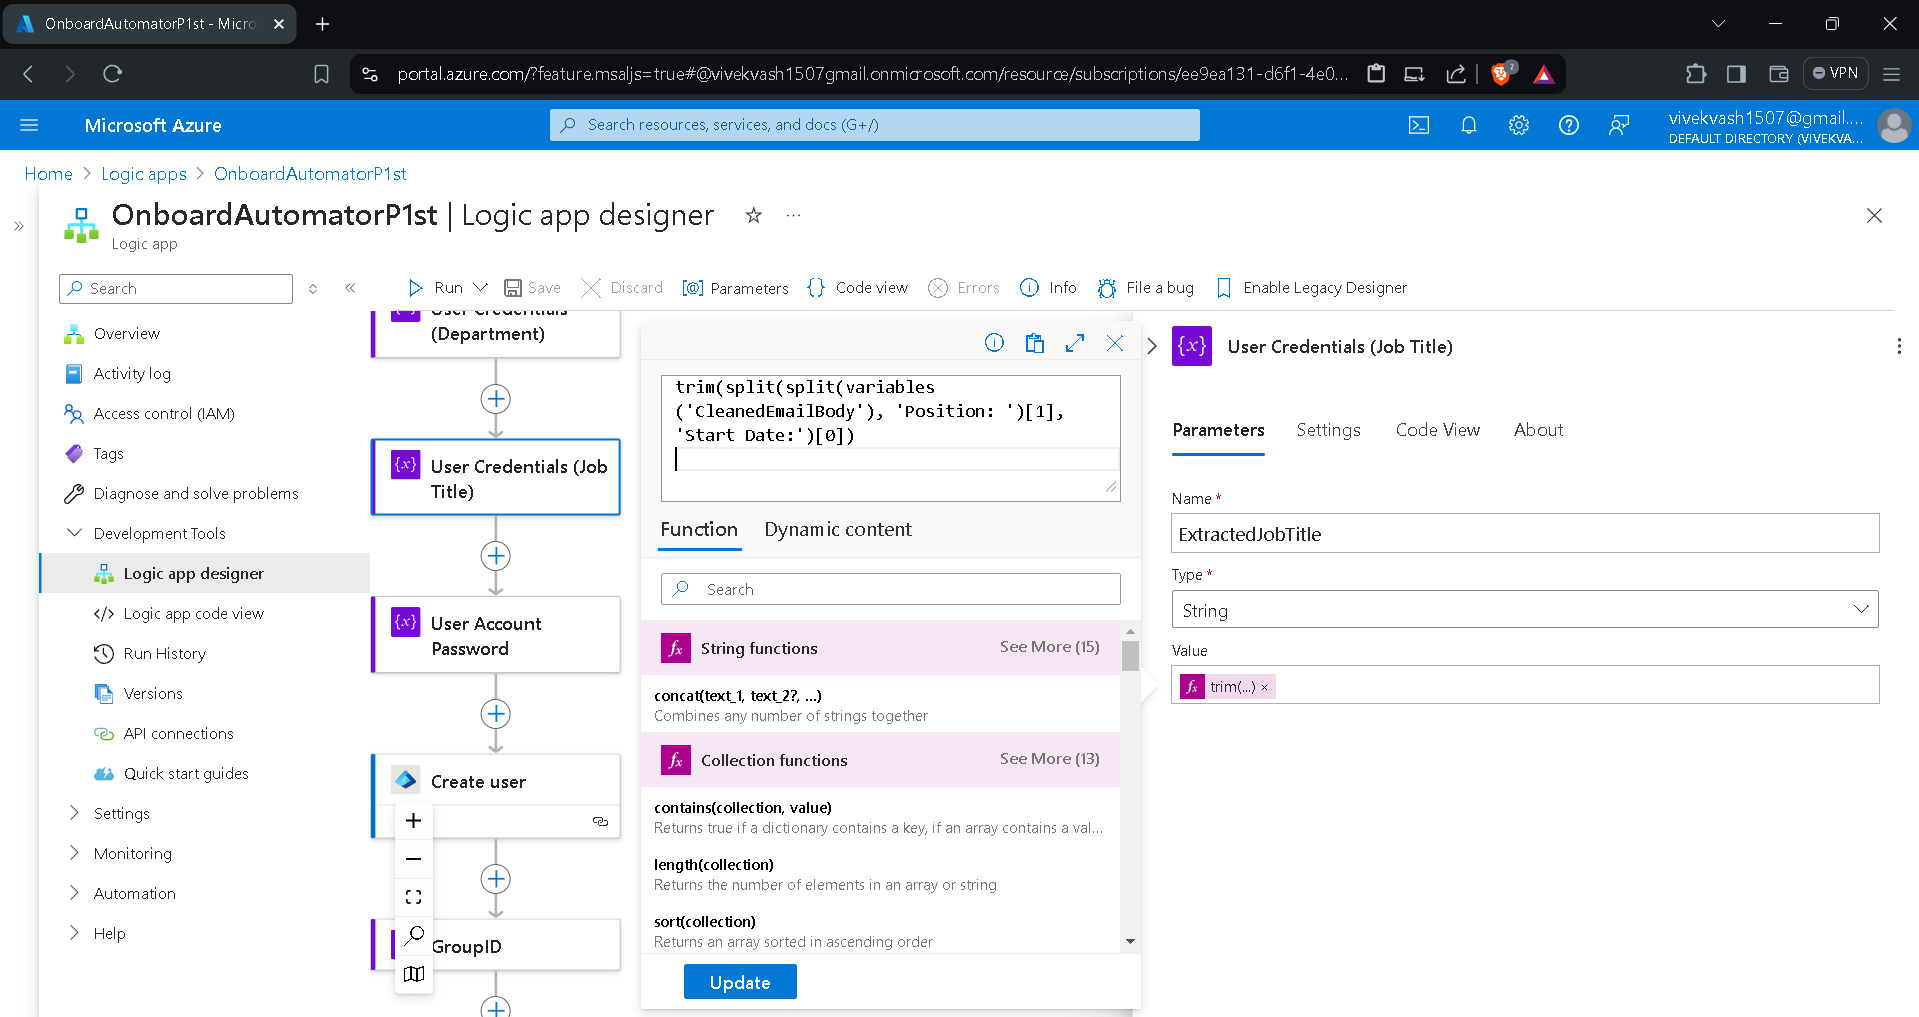 OnboardAutomatorP1st - Micro
portal.azure.com/?feature.msaljs=true#@vivekvash1507gmail.onmicrosoft.com/resource/subscriptions/ee9ea131-d6f1-4e0...
2
VPN
Microsoft Azure
Search resources, services, and docs (G+/)
vivekvash1507@gmail....
DEFAULT DIRECTORY (VIVEKVA...
Home > Logic apps > OnboardAutomatorP1st
OnboardAutomatorP1st | Logic app designer
Logic app
Search
Overview
Activity log
Access control (IAM)
Tags
Diagnose and solve problems
Development Tools
Logic app designer
Logic app code view
Run History
Versions
API connections
Quick start guides
Settings
Monitoring
Automation
Help
Run
Save
Discard
Parameters
Code view
Errors
Info
File a bug
Enable Legacy Designer
User Credentials
(Department)
User Credentials (Job
Title)
User Account
Password
Create user
GroupID
trim(split(split(variables
('CleanedEmailBody'), 'Position: ')[1],
'Start Date:')[0])
Function
Dynamic content
Search
String functions
See More (15)
concat(text_1, text_2?, ...)
Combines any number of strings together
Collection functions
See More (13)
contains(collection, value)
Returns true if a dictionary contains a key, if an array contains a val...
length(collection)
Returns the number of elements in an array or string
sort(collection)
Returns an array sorted in ascending order
Update
{x}
User Credentials (Job Title)
Parameters
Settings
Code View
About
Name *
ExtractedJobTitle
Type *
String
Value
fx trim(...) ×